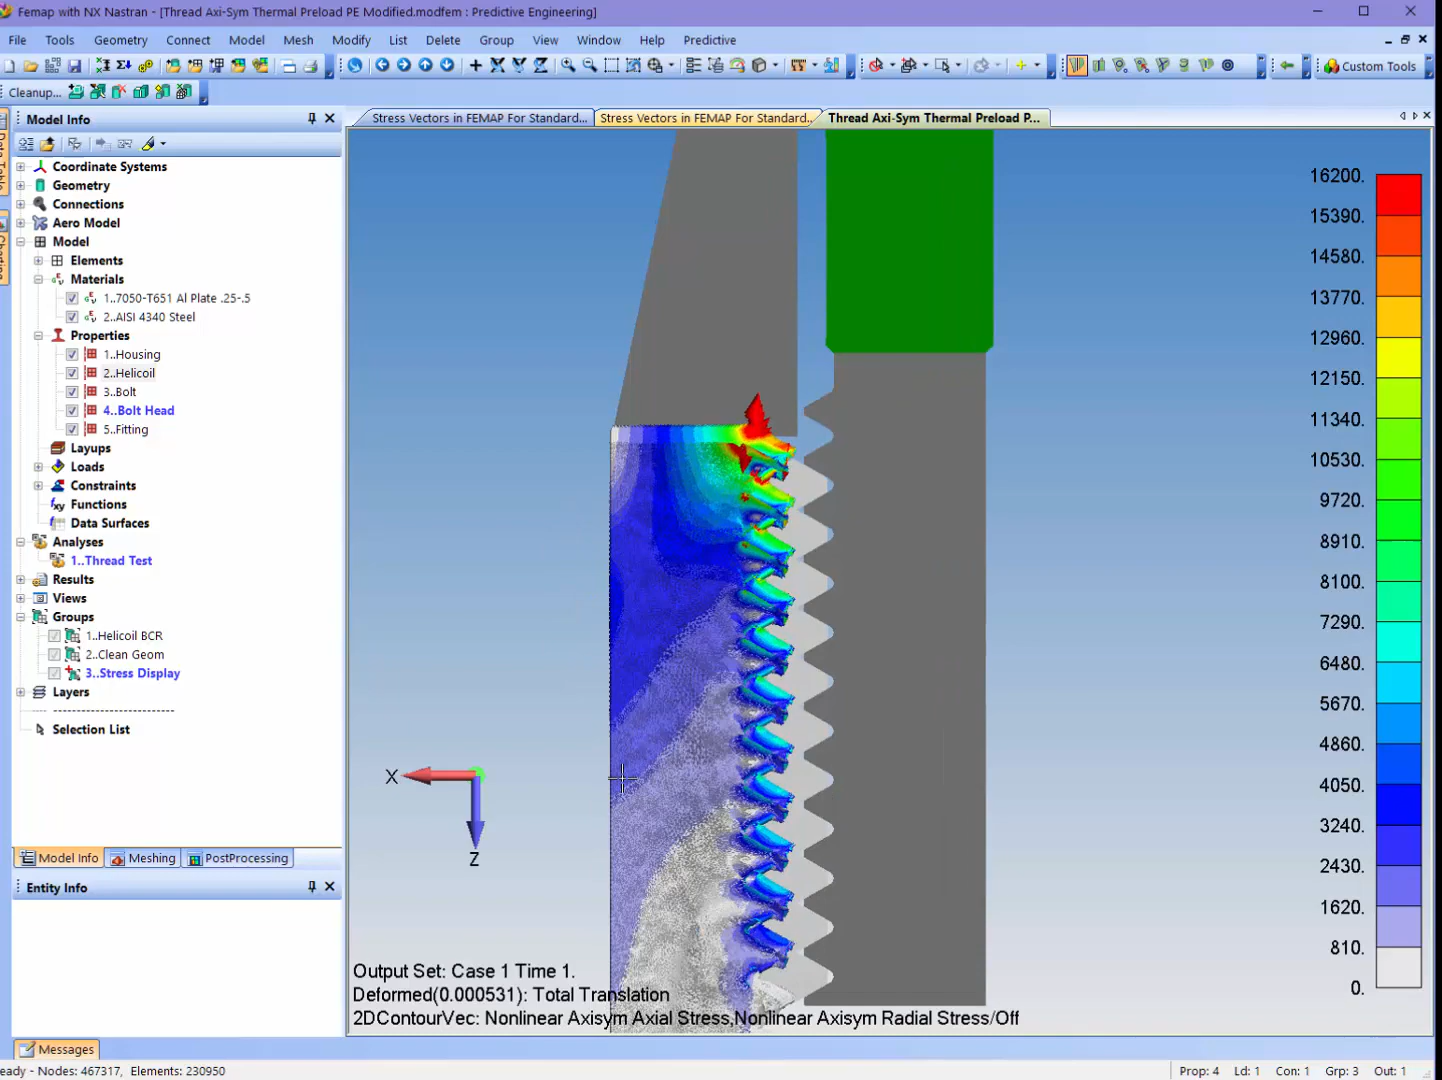 Femap with NX Nastran - [Thread Axi-Sym Thermal Preload PE Modified.modfem : Predictive Engineering]
File Tools Geometry Connect Model Mesh Modify List Delete Group View Window Help Predictive
Custom Tools
Cleanup...
Model Info
Stress Vectors in FEMAP For Standard...
Stress Vectors in FEMAP For Standard...
Thread Axi-Sym Thermal Preload P...
Coordinate Systems
Geometry
Connections
Aero Model
Model
Elements
Materials
1..7050-T651 Al Plate .25-.5
2..AISI 4340 Steel
Properties
1..Housing
2..Helicoil
3..Bolt
4..Bolt Head
5..Fitting
Layups
Loads
Constraints
Functions
Data Surfaces
Analyses
1..Thread Test
Results
Views
Groups
1..Helicoil BCR
2..Clean Geom
3..Stress Display
Layers
Selection List
Model Info Meshing PostProcessing
Entity Info
X
Z
16200.
15390.
14580.
13770.
12960.
12150.
11340.
10530.
9720.
8910.
8100.
7290.
6480.
5670.
4860.
4050.
3240.
2430.
1620.
810.
0.
Output Set: Case 1 Time 1.
Deformed(0.000531): Total Translation
2DContourVec: Nonlinear Axisym Axial Stress,Nonlinear Axisym Radial Stress/Off
Messages
eady - Nodes: 467317, Elements: 230950
Prop: 4 Ld: 1 Con: 1 Grp: 3 Out: 1